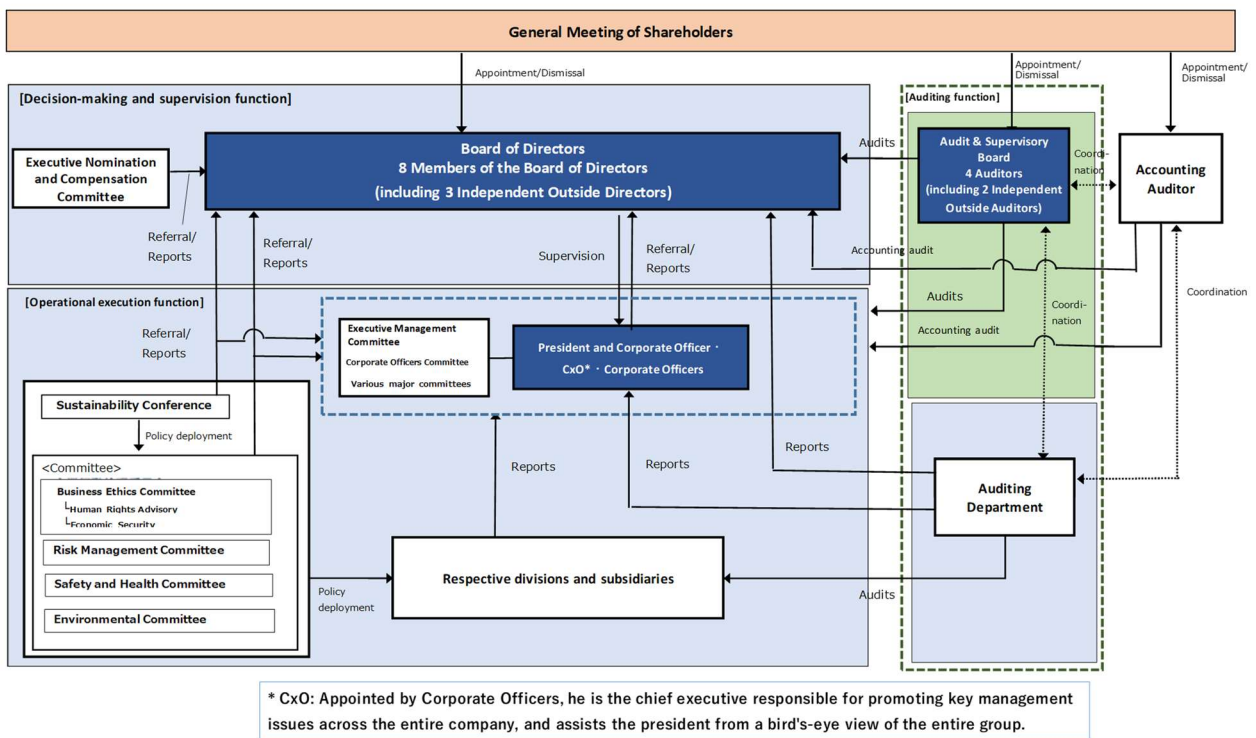 General Meeting of Shareholders
Appointment/Dismissal
Appointment/
Dismissal
Appointment/
Dismissal
[Decision-making and supervision function]
[Auditing function]
Executive Nomination
and Compensation
Committee
Board of Directors
8 Members of the Board of Directors
(including 3 Independent Outside Directors)
Audits
Audit & Supervisory
Board
4 Auditors
(including 2 Independent
Outside Auditors)
Coordi-
nation
Accounting
Auditor
Referral/
Reports
Referral/
Reports
Supervision
Referral/
Reports
Accounting audit
[Operational execution function]
Audits
Coordi-
nation
Coordination
Referral/
Reports
Executive Management
Committee
Corporate Officers Committee
Various major committees
President and Corporate Officer・
CxO*・Corporate Officers
Accounting audit
Sustainability Conference
Policy deployment
Reports
Reports
Reports
<Committee>
Business Ethics Committee
└Human Rights Advisory
└Economic Security
Risk Management Committee
Safety and Health Committee
Environmental Committee
Auditing
Department
Respective divisions and subsidiaries
Policy
deployment
Audits
* CxO: Appointed by Corporate Officers, he is the chief executive responsible for promoting key management
issues across the entire company, and assists the president from a bird's-eye view of the entire group.